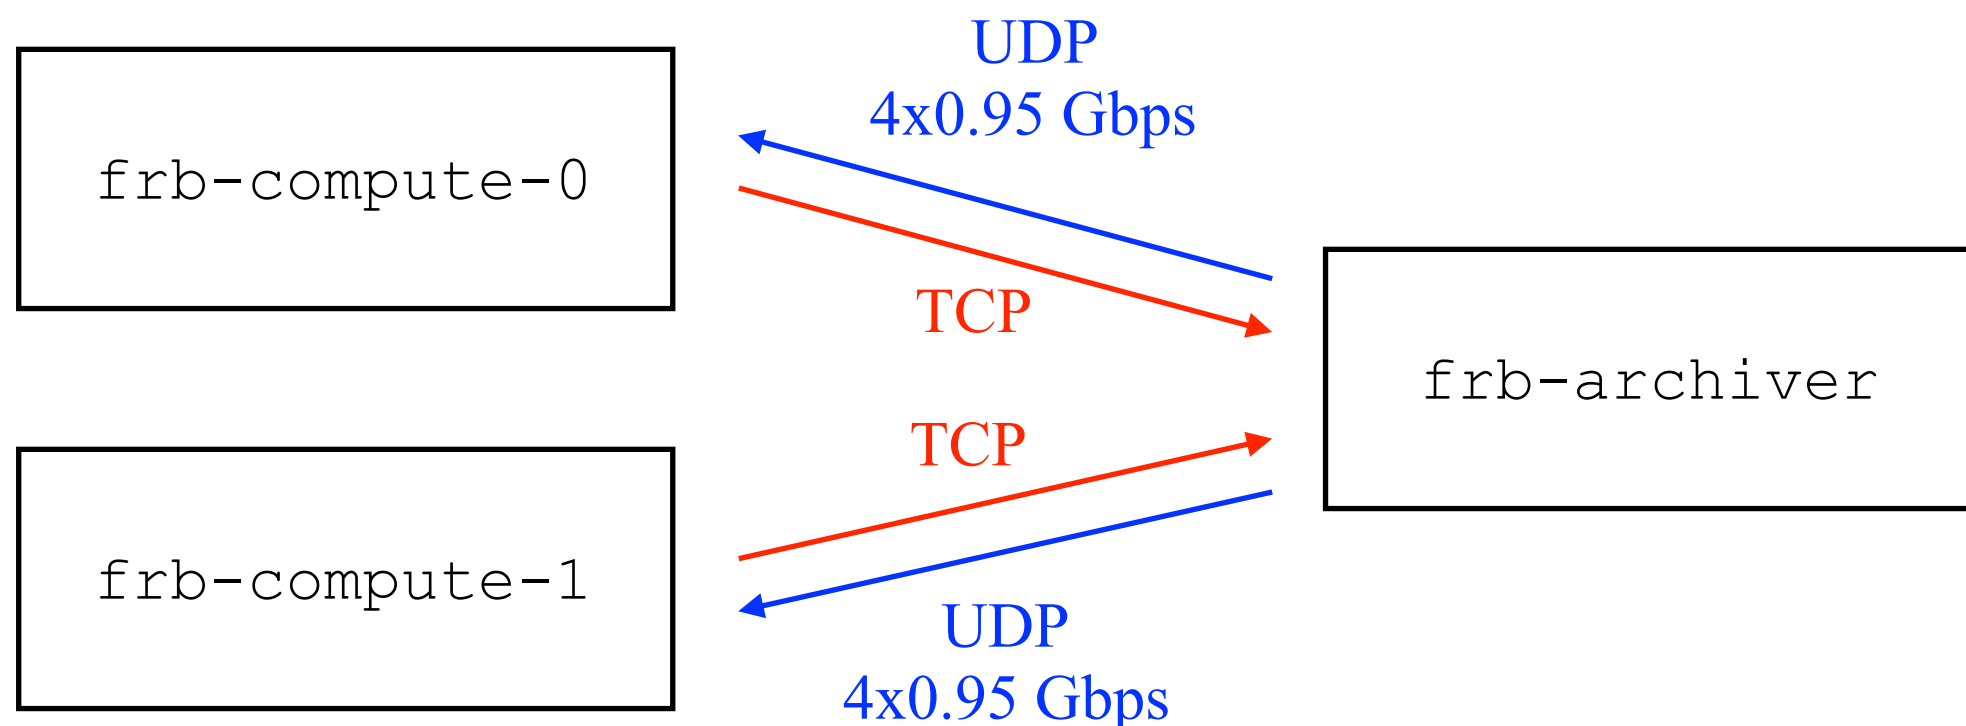 UDP
4x0.95 Gbps
frb-compute-0
TCP
frb-archiver
TCP
frb-compute-1
UDP
4x0.95 Gbps